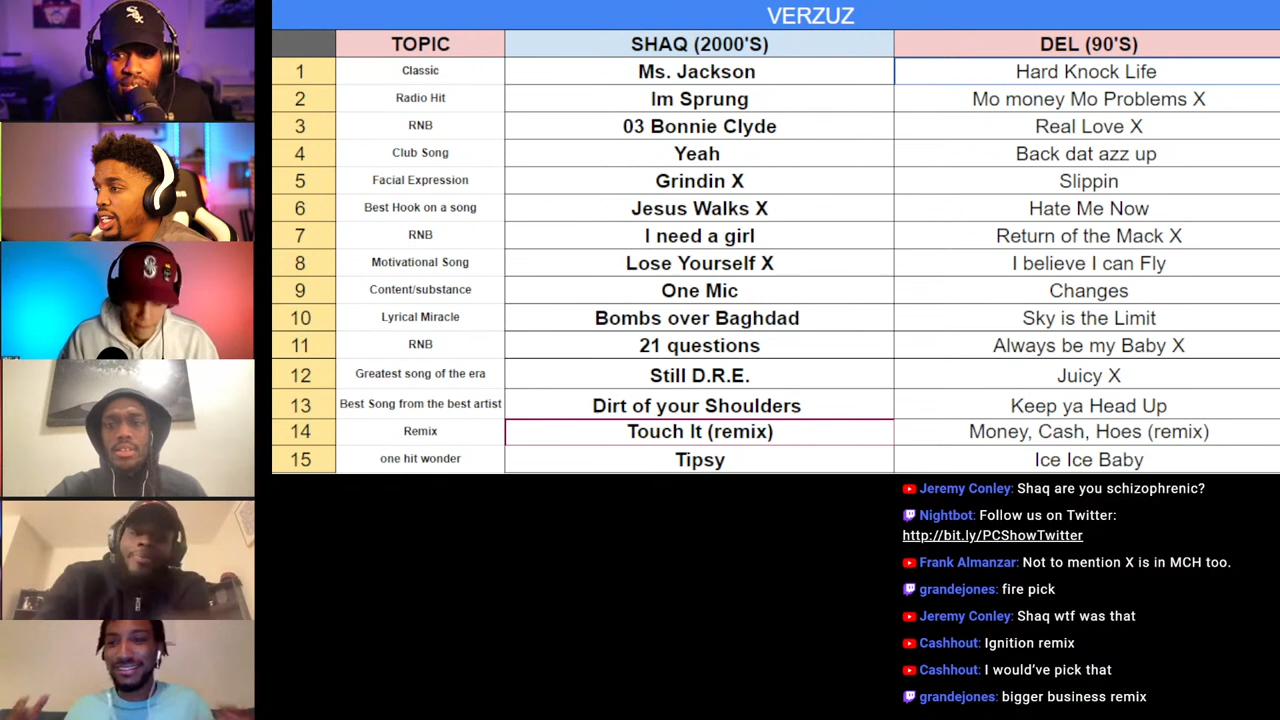 VERZUZ
TOPIC SHAQ (2000'S) DEL (90'S)
1 Classic Ms. Jackson Hard Knock Life
2 Radio Hit Im Sprung Mo money Mo Problems X
3 RNB 03 Bonnie Clyde Real Love X
4 Club Song Yeah Back dat azz up
5 Facial Expression Grindin X Slippin
6 Best Hook on a song Jesus Walks X Hate Me Now
7 RNB I need a girl Return of the Mack X
8 Motivational Song Lose Yourself X I believe I can Fly
9 Content/substance One Mic Changes
10 Lyrical Miracle Bombs over Baghdad Sky is the Limit
11 RNB 21 questions Always be my Baby X
12 Greatest song of the era Still D.R.E. Juicy X
13 Best Song from the best artist Dirt of your Shoulders Keep ya Head Up
14 Remix Touch It (remix) Money, Cash, Hoes (remix)
15 one hit wonder Tipsy Ice Ice Baby
Jeremy Conley: Shaq are you schizophrenic?
Nightbot: Follow us on Twitter:
http://bit.ly/PCShowTwitter
Frank Almanzar: Not to mention X is in MCH too.
grandejones: fire pick
Jeremy Conley: Shaq wtf was that
Cashhout: Ignition remix
Cashhout: I would've pick that
grandejones: bigger business remix